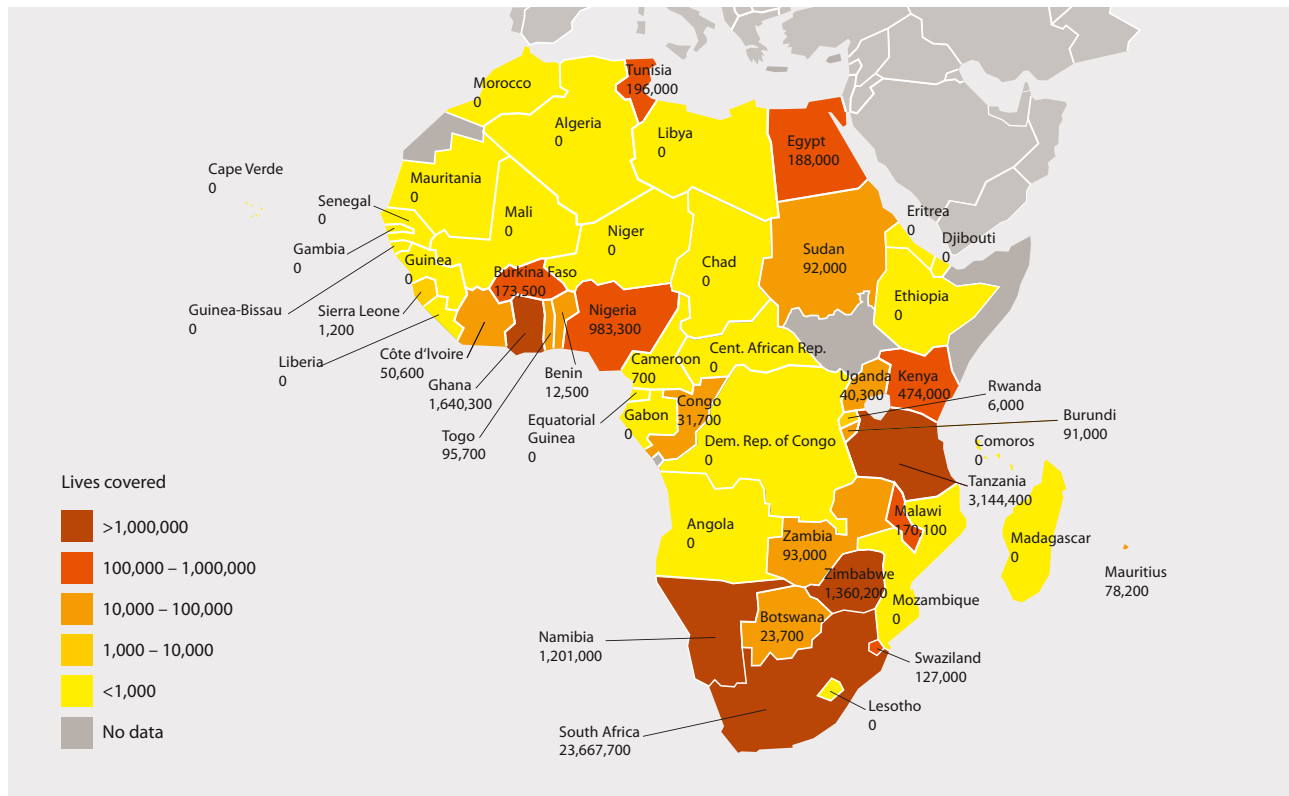 Tunisia
196,000
Morocco
0
Algeria
0
Libya
0
Egypt
188,000
Cape Verde
0
Mauritania
0
Senegal
0
Mali
0
Niger
0
Chad
0
Sudan
92,000
Eritrea
0
Djibouti
0
Gambia
0
Guinea
0
Burkina Faso
173,500
Nigeria
983,300
Ethiopia
0
Guinea-Bissau
0
Sierra Leone
1,200
Liberia
0
Côte d'Ivoire
50,600
Ghana
1,640,300
Togo
95,700
Benin
12,500
Cameroon
700
Cent. African Rep.
0
Equatorial
Guinea
0
Gabon
0
Congo
31,700
Dem. Rep. of Congo
0
Uganda
40,300
Kenya
474,000
Rwanda
6,000
Burundi
91,000
Comoros
0
Tanzania
3,144,400
Angola
0
Zambia
93,000
Malawi
170,100
Madagascar
0
Mauritius
78,200
Zimbabwe
1,360,200
Mozambique
0
Botswana
23,700
Namibia
1,201,000
Swaziland
127,000
Lesotho
0
South Africa
23,667,700
Lives covered
>1,000,000
100,000 – 1,000,000
10,000 – 100,000
1,000 – 10,000
<1,000
No data